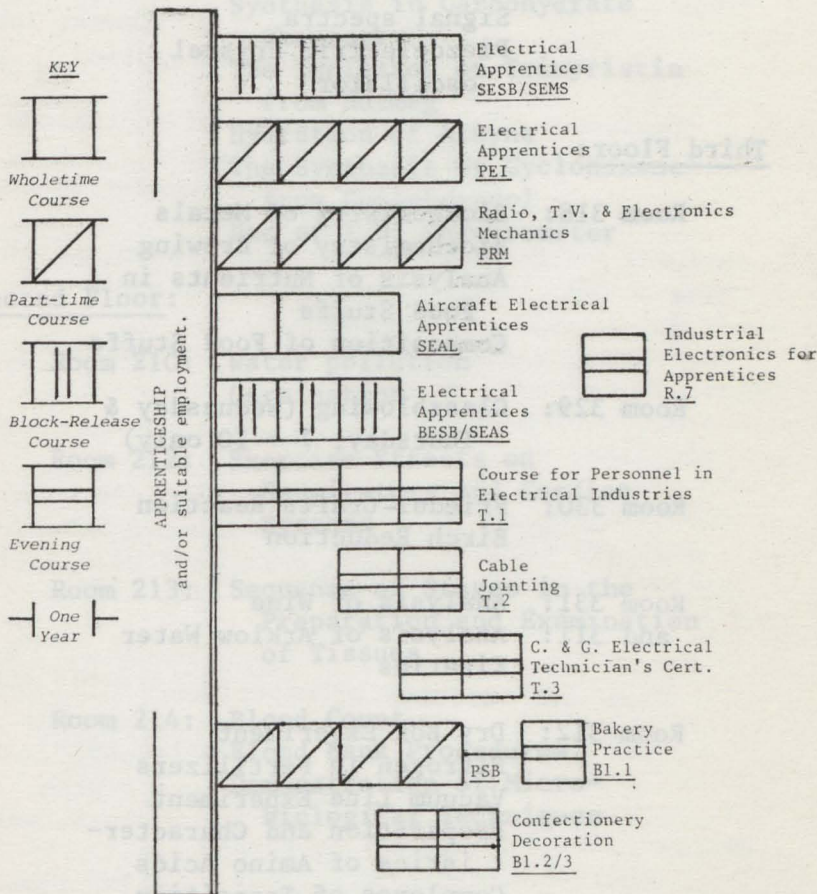 KEY
Wholetime
Course
Part-time
Course
Block-Release
Course
Evening
Course
One
Year
APPRENTICESHIP
and/or suitable employment.
Electrical
Apprentices
SESB/SEMS
Electrical
Apprentices
PEI
Radio, T.V. & Electronics
Mechanics
PRM
Aircraft Electrical
Apprentices
SEAL
Industrial
Electronics for
Apprentices
R.7
Electrical
Apprentices
BESB/SEAS
Course for Personnel in
Electrical Industries
T.1
Cable
Jointing
T.2
C. & G. Electrical
Technician's Cert.
T.3
PSB
Bakery
Practice
B1.1
Confectionery
Decoration
B1.2/3